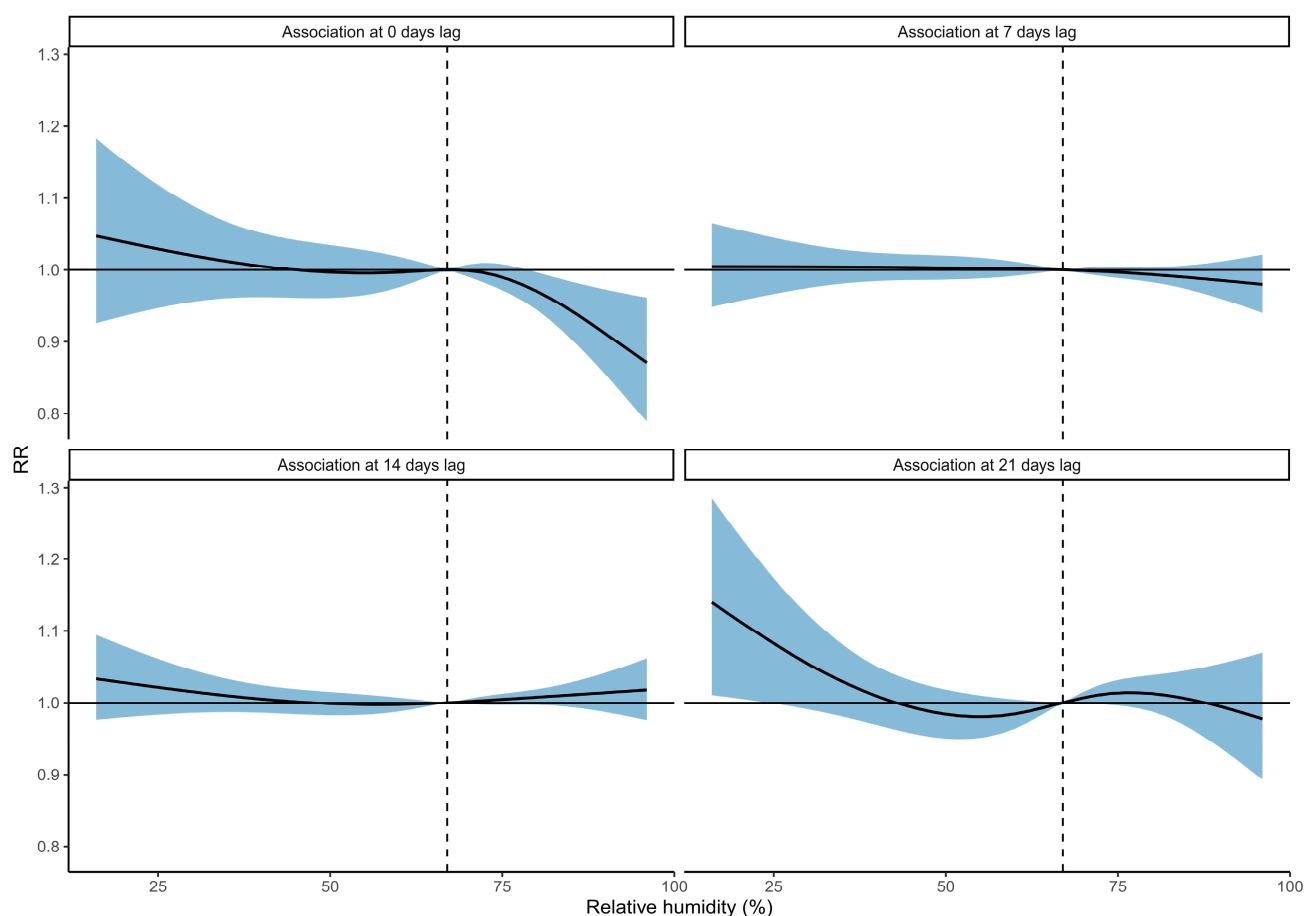 Association at 0 days lag
Association at 7 days lag
1.3
1.2
1.1
1.0
0.9
0.8
RR
Association at 14 days lag
Association at 21 days lag
1.3
1.2
1.1
1.0
0.9
0.8
25 50 75 100 25 50 75 100
Relative humidity (%)